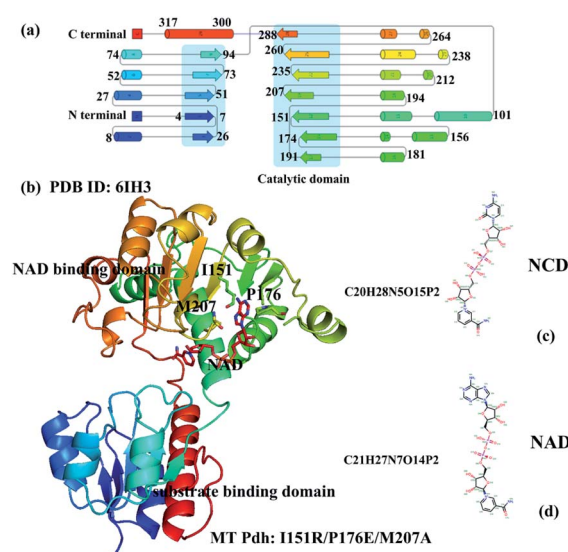 (a)
317 300
C terminal
288
264
74 94
260
238
52 73
235
212
27 51
207
194
N terminal 4 7
151
101
8 26
174
156
191
181
Catalytic domain
(b) PDB ID: 6IH3
NAD binding domain
I151
P176
M207
NAD
substrate binding domain
MT Pdh: I151R/P176E/M207A
C20H28N5O15P2
NCD
(c)
C21H27N7O14P2
NAD
(d)